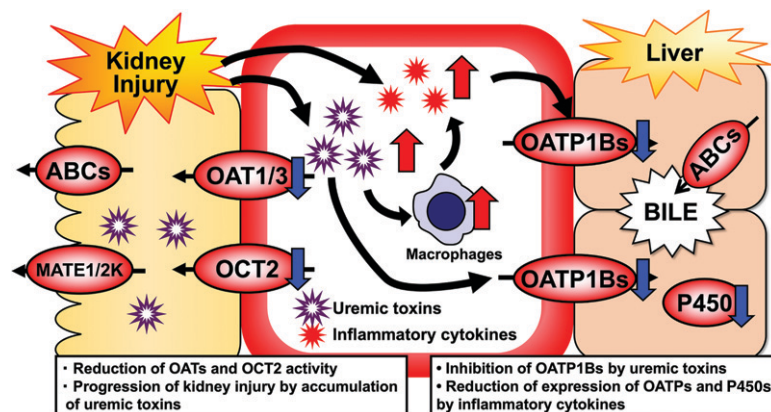 Kidney
Injury
Liver
ABCs
OAT1/3
OATP1Bs
ABCs
BILE
Macrophages
MATE1/2K
OCT2
OATP1Bs
P450
Uremic toxins
Inflammatory cytokines
· Reduction of OATs and OCT2 activity
· Progression of kidney injury by accumulation
of uremic toxins
• Inhibition of OATP1Bs by uremic toxins
• Reduction of expression of OATPs and P450s
by inflammatory cytokines